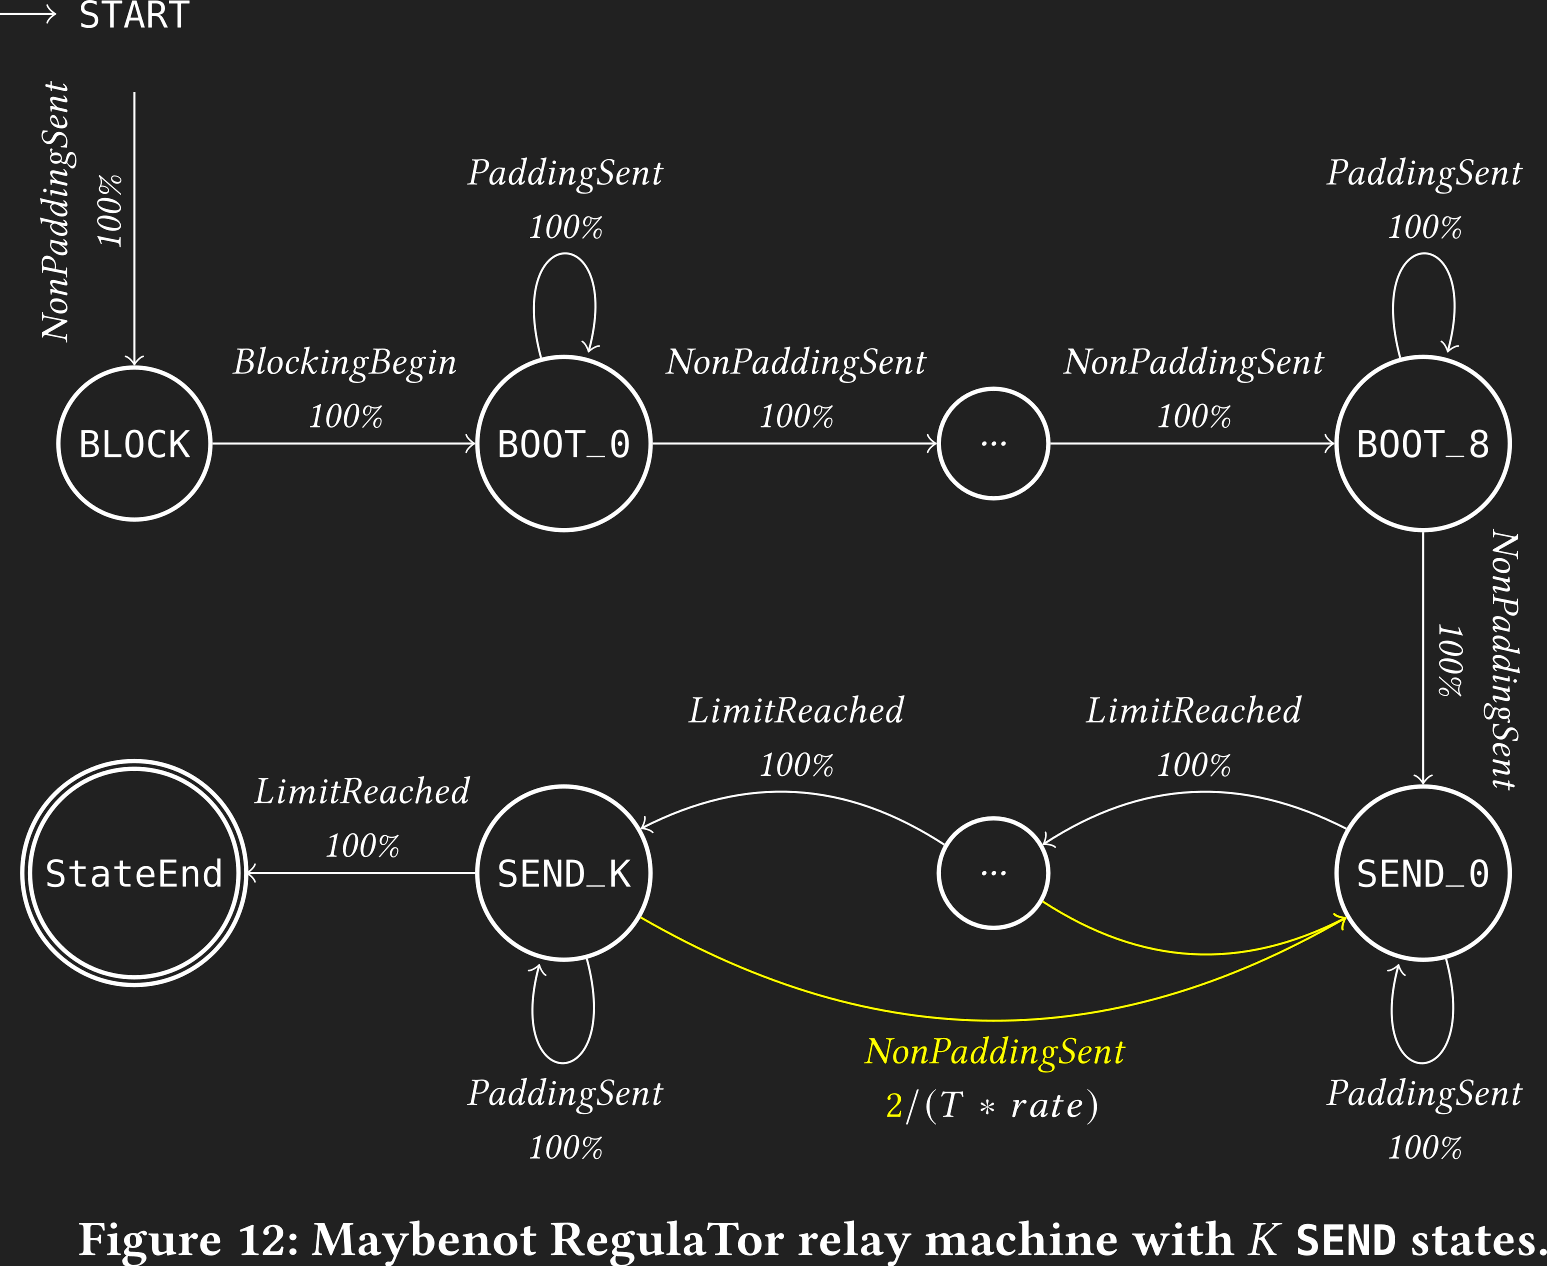 START
NonPaddingSent
100%
PaddingSent
100%
PaddingSent
100%
BlockingBegin
100%
NonPaddingSent
100%
NonPaddingSent
100%
BLOCK
BOOT_0
...
BOOT_8
NonPaddingSent
100%
LimitReached
100%
LimitReached
100%
LimitReached
100%
StateEnd
SEND_K
...
SEND_0
NonPaddingSent
2/(T * rate)
PaddingSent
100%
PaddingSent
100%
Figure 12: Maybenot RegulaTor relay machine with K SEND states.